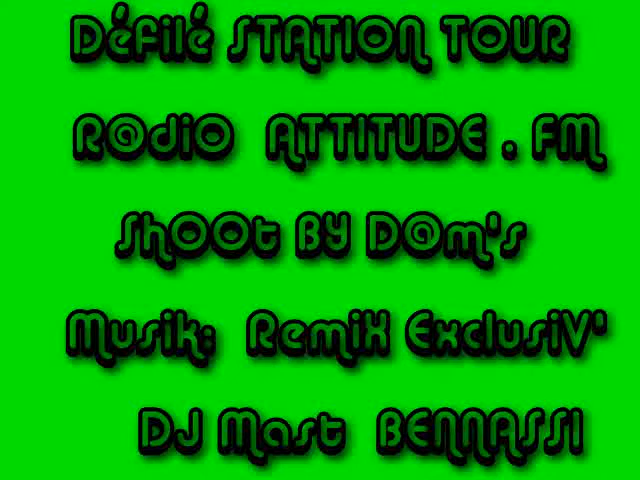 Défilé STATION TOUR
R@diO ATTITUDE . FM
ShOOt BY D@m's
Musik: RemiX ExclusiV'
DJ Mast BENNASSI